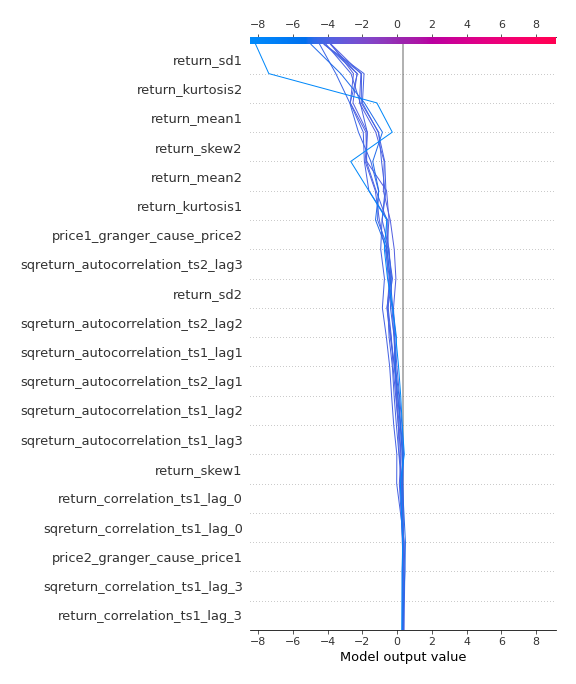 −8 −6 −4 −2 0 2 4 6 8
return_sd1
return_kurtosis2
return_mean1
return_skew2
return_mean2
return_kurtosis1
price1_granger_cause_price2
sqreturn_autocorrelation_ts2_lag3
return_sd2
sqreturn_autocorrelation_ts2_lag2
sqreturn_autocorrelation_ts1_lag1
sqreturn_autocorrelation_ts2_lag1
sqreturn_autocorrelation_ts1_lag2
sqreturn_autocorrelation_ts1_lag3
return_skew1
return_correlation_ts1_lag_0
sqreturn_correlation_ts1_lag_0
price2_granger_cause_price1
sqreturn_correlation_ts1_lag_3
return_correlation_ts1_lag_3
−8 −6 −4 −2 0 2 4 6 8
Model output value